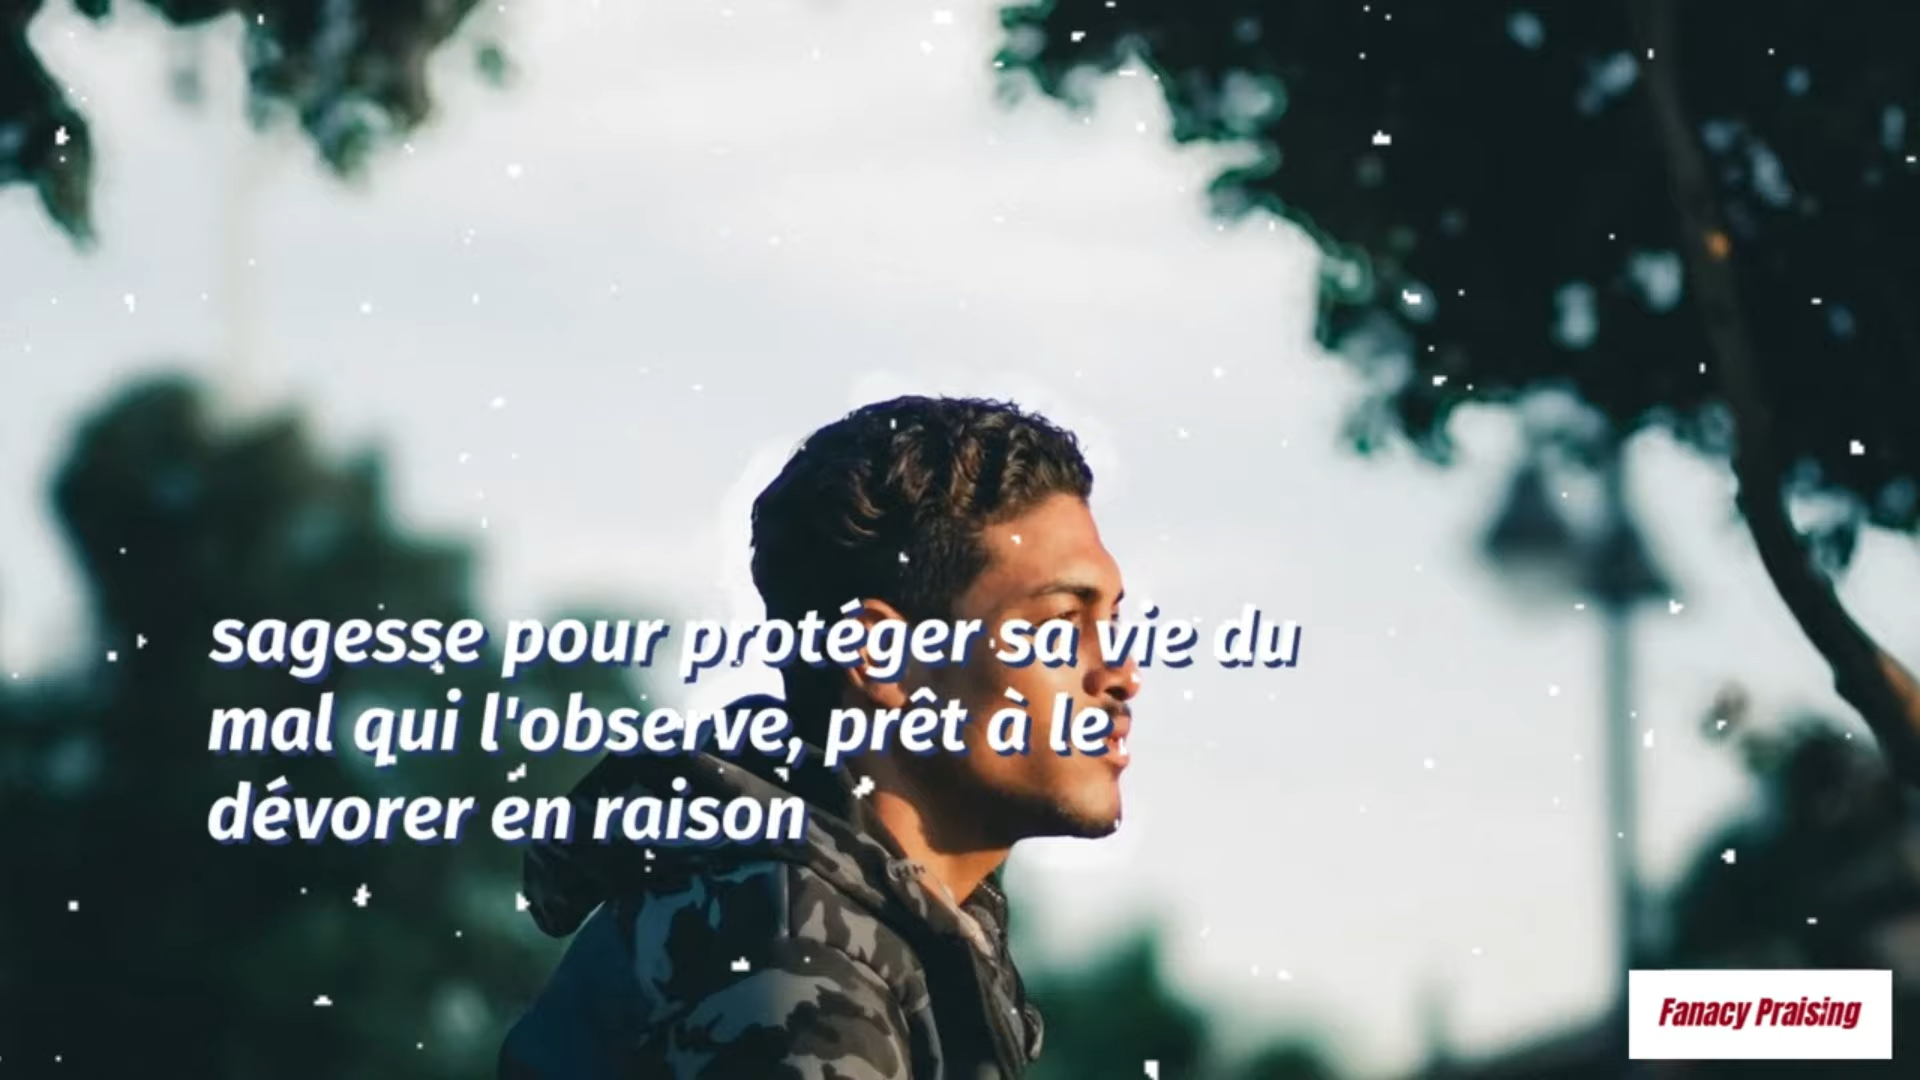 sagesse pour protéger sa vie du
mal qui l'observe, prêt à le
dévorer en raison
Fanacy Praising